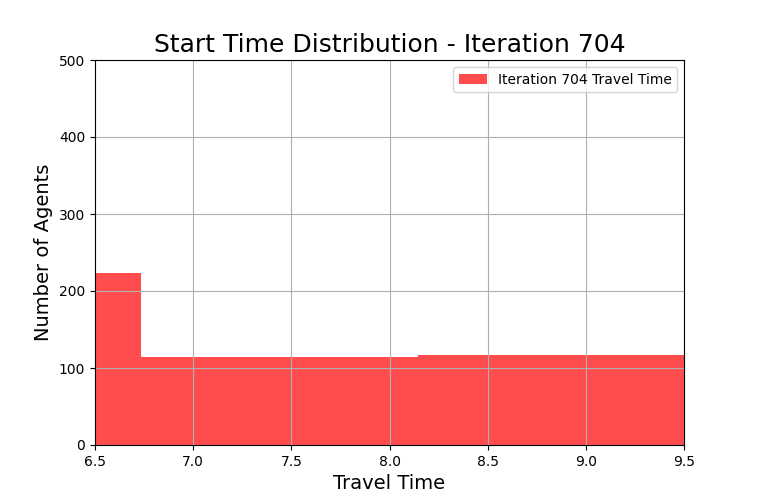 Start Time Distribution - Iteration 704
Iteration 704 Travel Time
Number of Agents
500
400
300
200
100
0
6.5 7.0 7.5 8.0 8.5 9.0 9.5
Travel Time